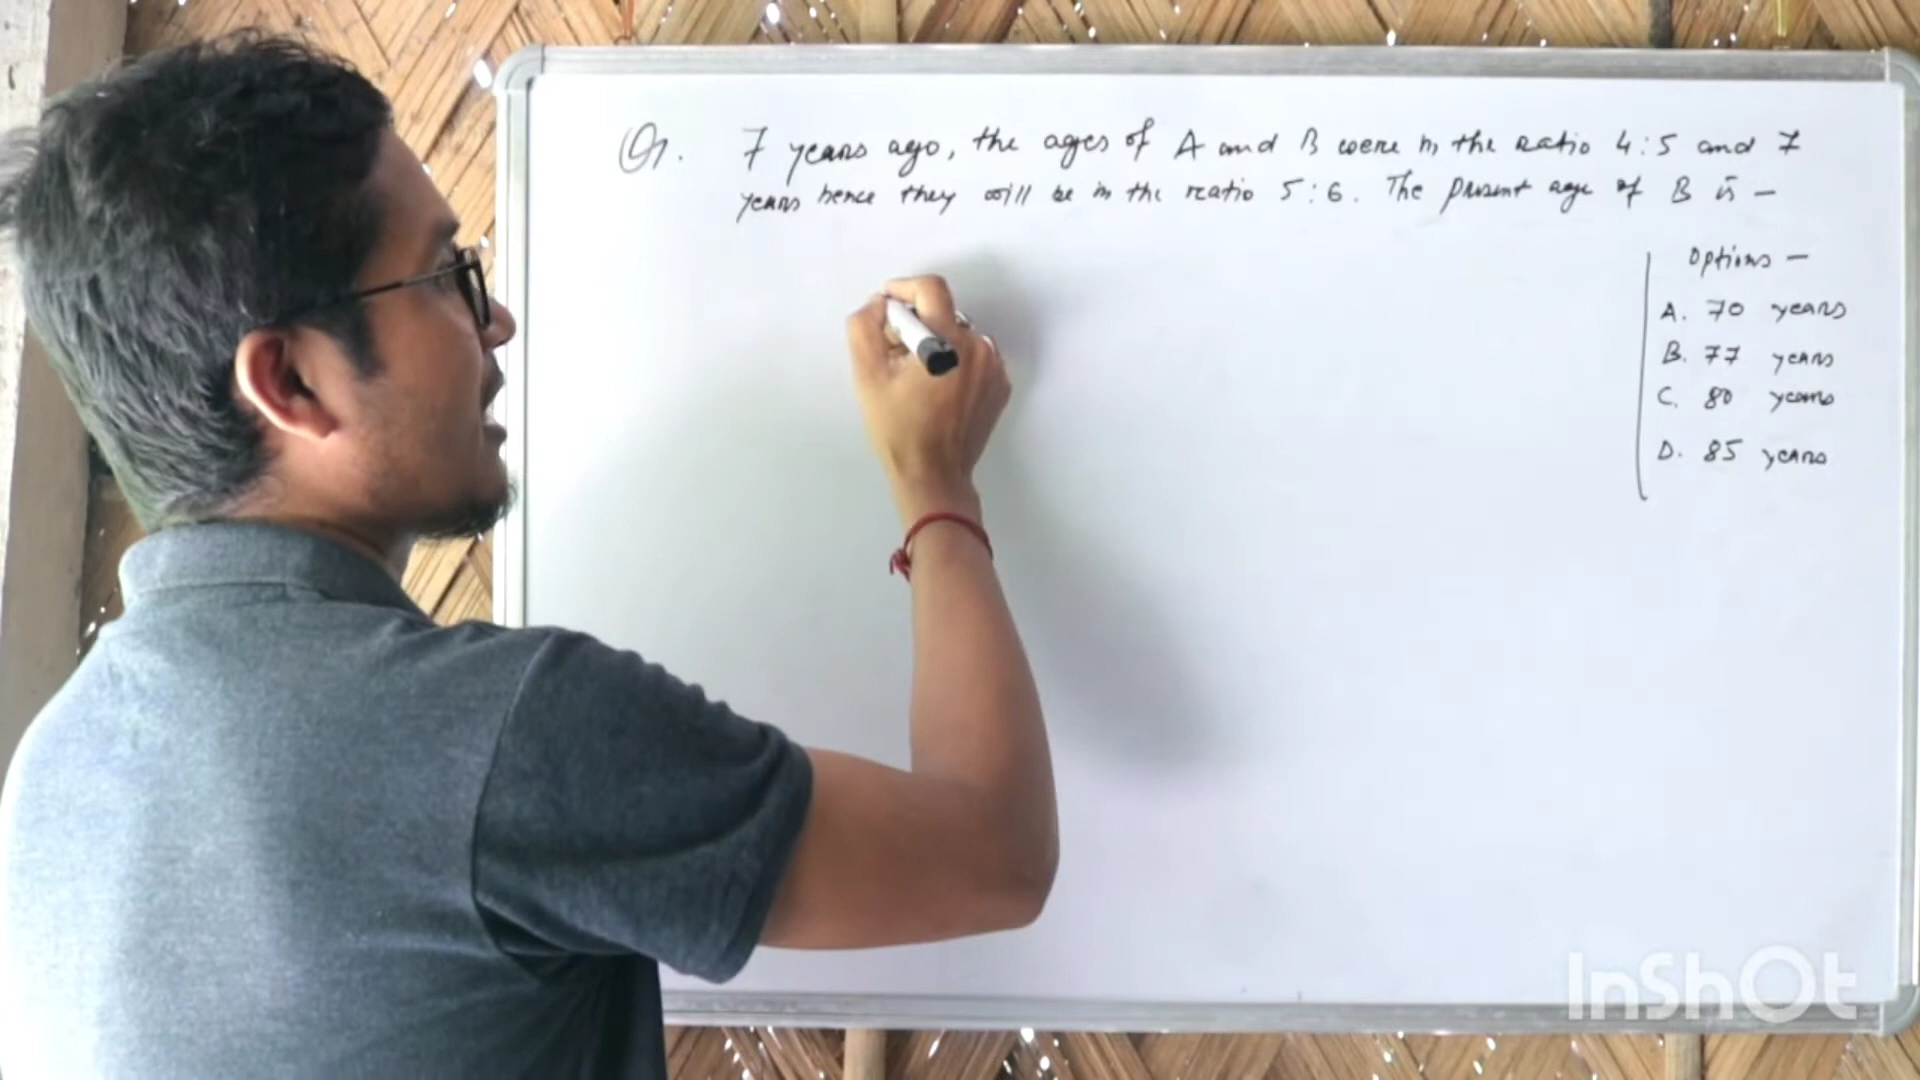 Q1. 7 years ago, the ages of A and B were in the ratio 4:5 and 7
years hence they will be in the ratio 5:6. The present age of B is –
Options –
A. 70 years
B. 77 years
C. 80 years
D. 85 years
InShOt